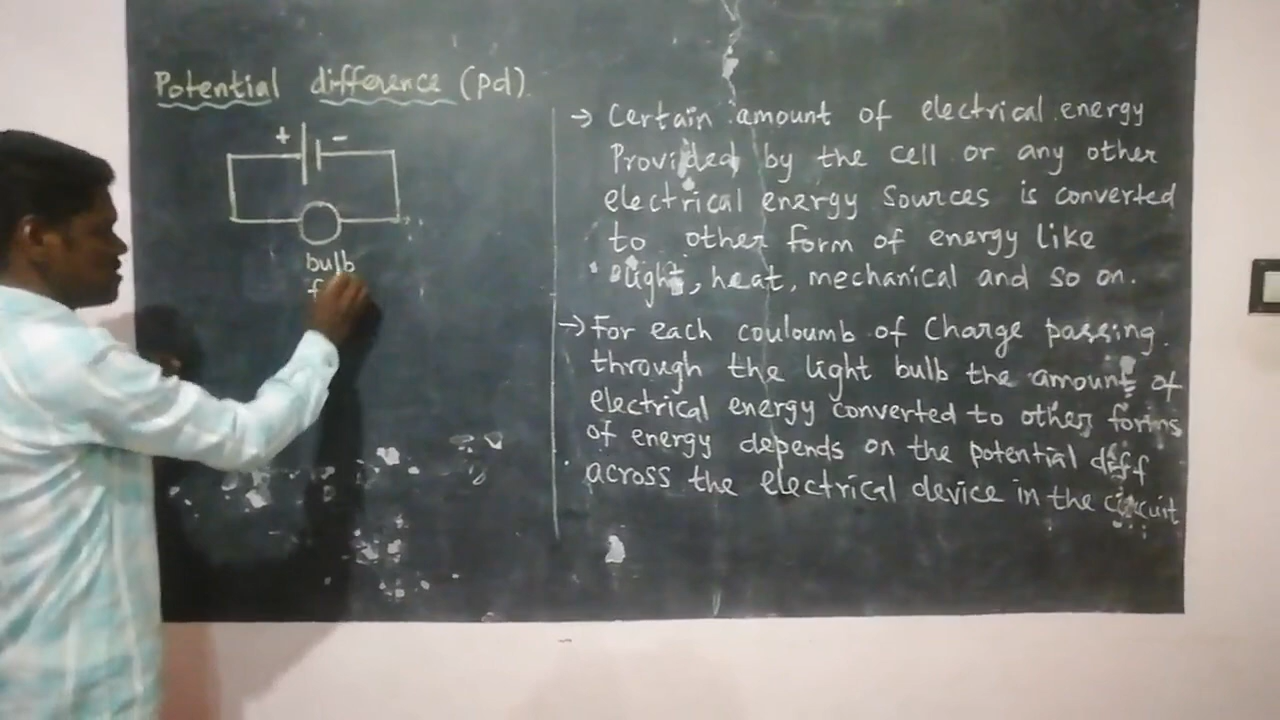 Potential difference (Pd)
+ -
bulb
f
→ Certain amount of electrical energy
Provided by the cell or any other
electrical energy sources is converted
to other form of energy like
light, heat, mechanical and so on.
→ For each couloumb of Charge passing
through the light bulb the amount of
electrical energy converted to other forms
of energy depends on the potential diff
across the electrical device in the circuit